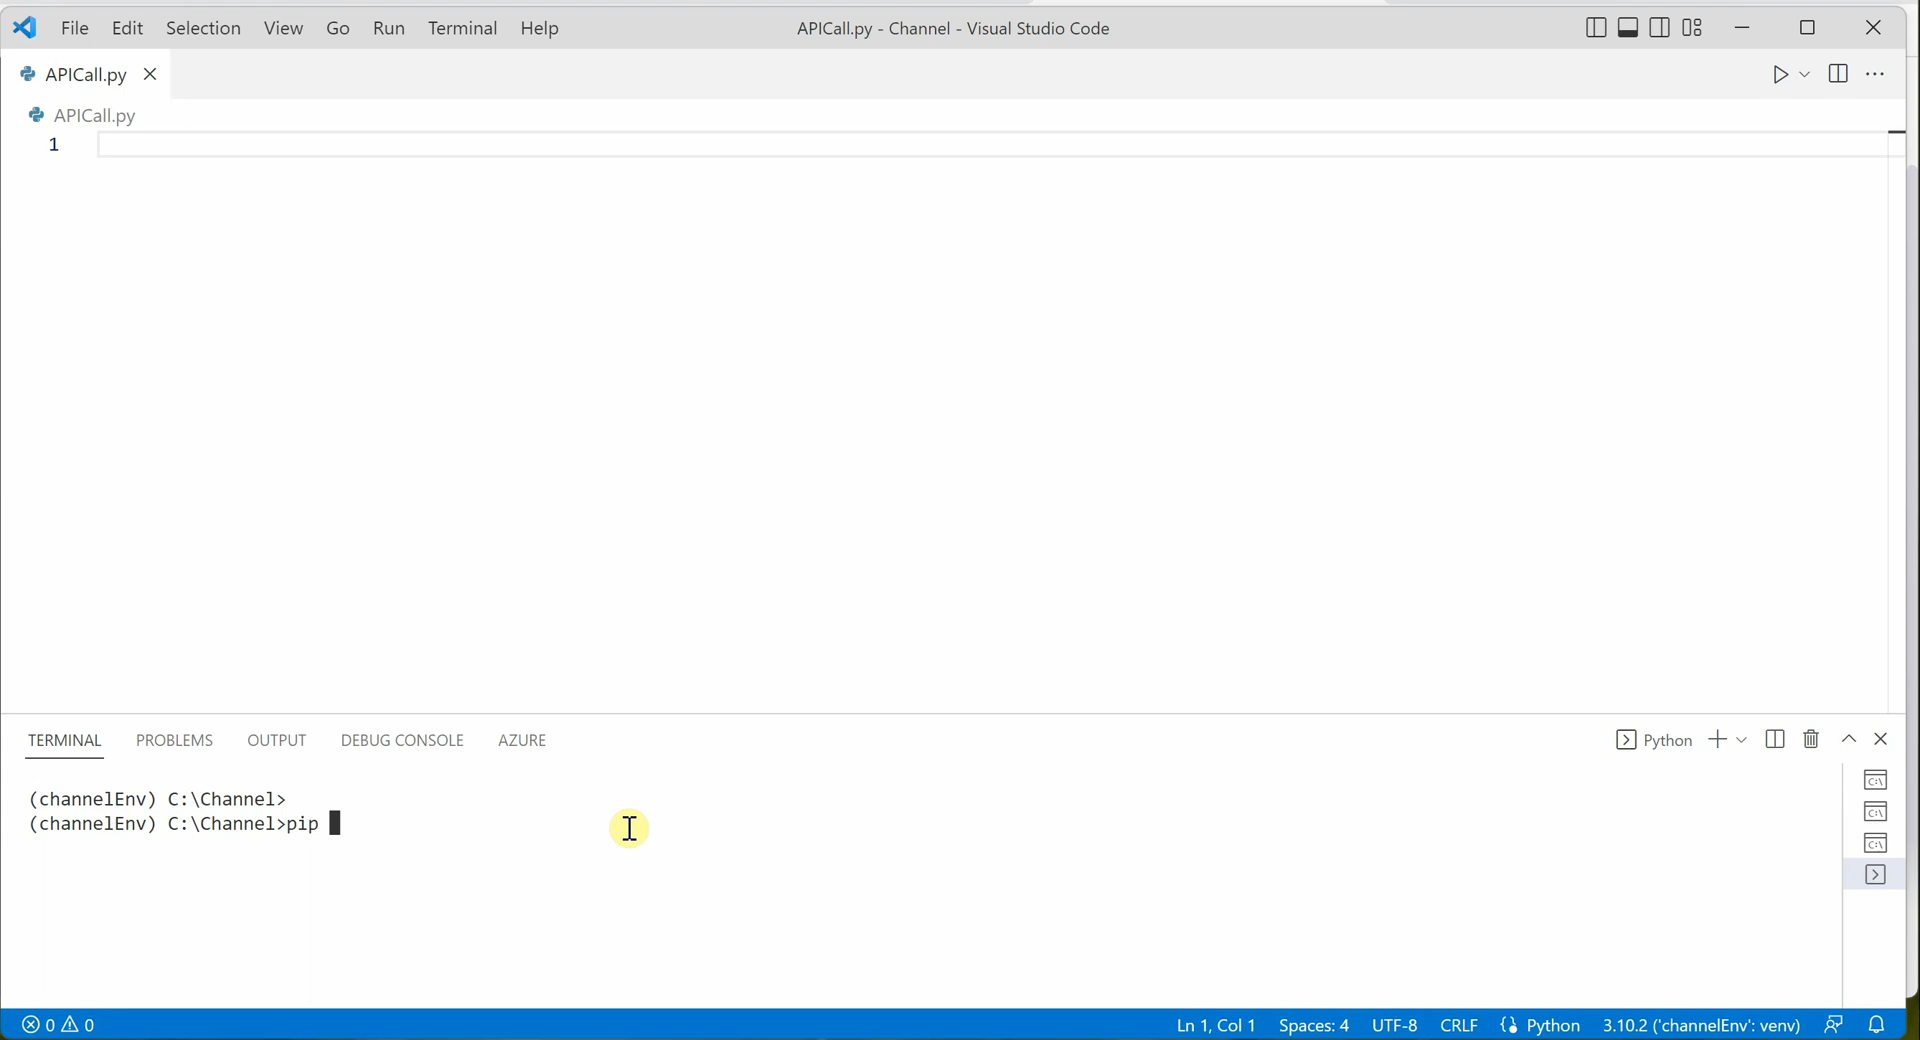 File Edit Selection View Go Run Terminal Help APICall.py - Channel - Visual Studio Code
APICall.py
APICall.py
1
TERMINAL PROBLEMS OUTPUT DEBUG CONSOLE AZURE Python
(channelEnv) C:\Channel>
(channelEnv) C:\Channel>pip
0 0 Ln 1, Col 1 Spaces: 4 UTF-8 CRLF Python 3.10.2 ('channelEnv': venv)